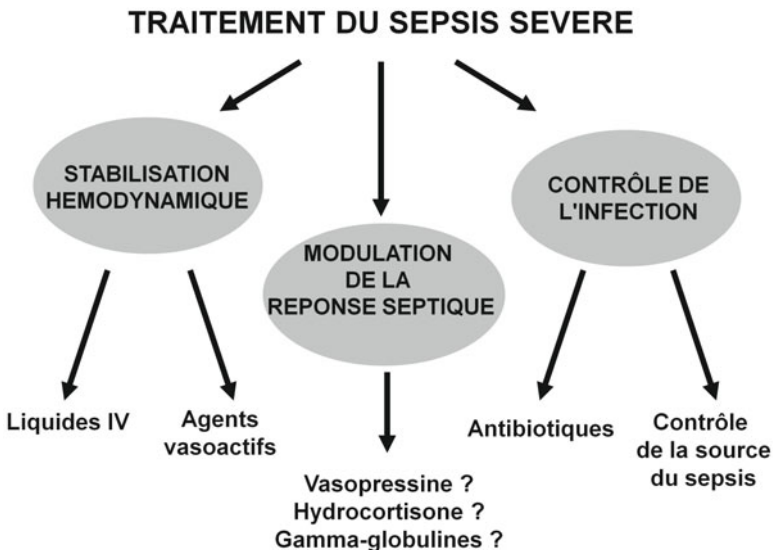 TRAITEMENT DU SEPSIS SEVERE
STABILISATION
HEMODYNAMIQUE
MODULATION
DE LA
REPONSE SEPTIQUE
CONTRÔLE DE
L'INFECTION
Liquides IV
Agents
vasoactifs
Vasopressine ?
Hydrocortisone ?
Gamma-globulines ?
Antibiotiques
Contrôle
de la source
du sepsis